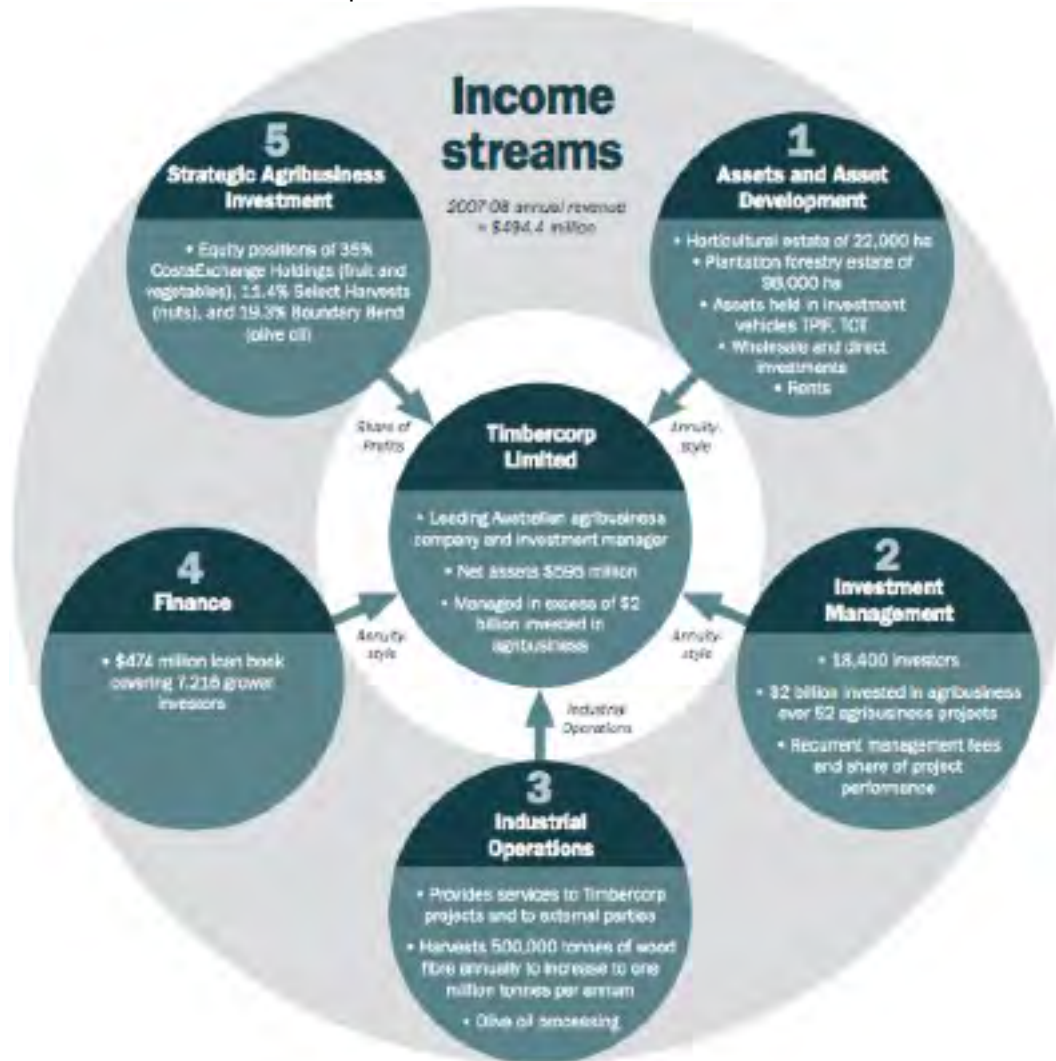 Income
streams
2007-08 annual revenue
= $494.4 million
1
Assets and Asset
Development
• Horticultural estate of 22,000 ha
• Plantation forestry estate of
98,000 ha
• Assets held in investment
vehicles TPIF, TOT
• Wholesale and direct
investments
• Rents
Annuity-
style
2
Investment
Management
• 18,400 investors
• $2 billion invested in agribusiness
over 52 agribusiness projects
• Recurrent management fees
and share of project
performance
Annuity-
style
3
Industrial
Operations
• Provides services to Timbercorp
projects and to external parties
• Harvests 500,000 tonnes of wood
fibre annually to increase to one
million tonnes per annum
• Olive oil processing
Industrial
Operations
4
Finance
• $474 million loan book
covering 7,216 grower
investors
Annuity-
style
5
Strategic Agribusiness
Investment
• Equity positions of 35%
CostaExchange Holdings (fruit and
vegetables), Select Harvests
(nuts), and 19.3% Boundary Bend
(olive oil)
Share of
Profits
Timbercorp
Limited
• Leading Australian agribusiness
company and investment manager
• Net assets $595 million
• Managed in excess of $2
billion invested in
agribusiness